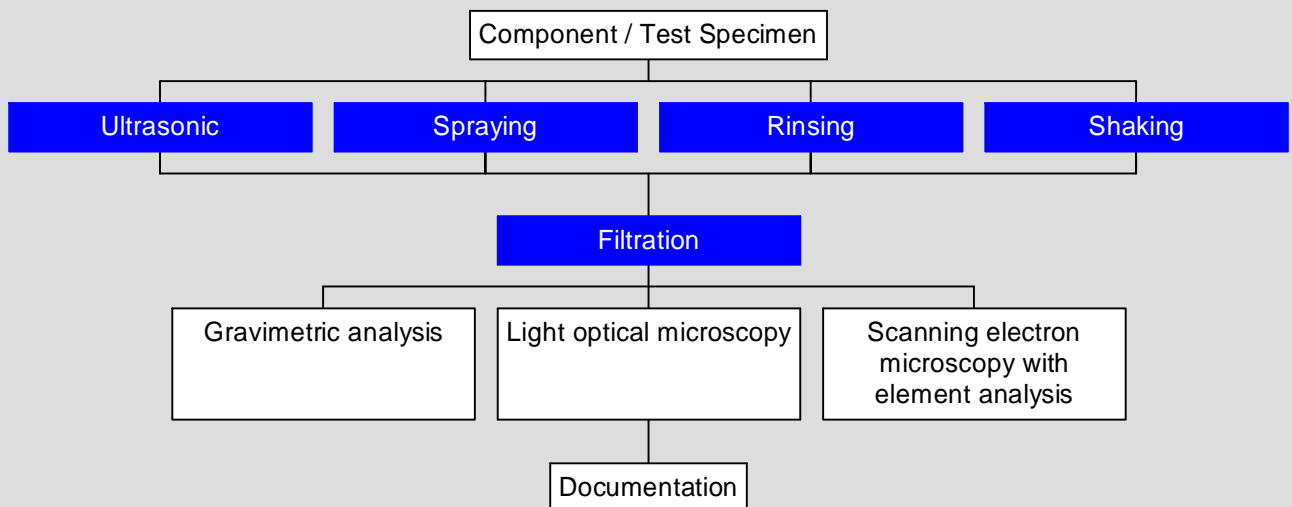 Component / Test Specimen
Ultrasonic
Spraying
Rinsing
Shaking
Filtration
Gravimetric analysis
Light optical microscopy
Scanning electron
microscopy with
element analysis
Documentation